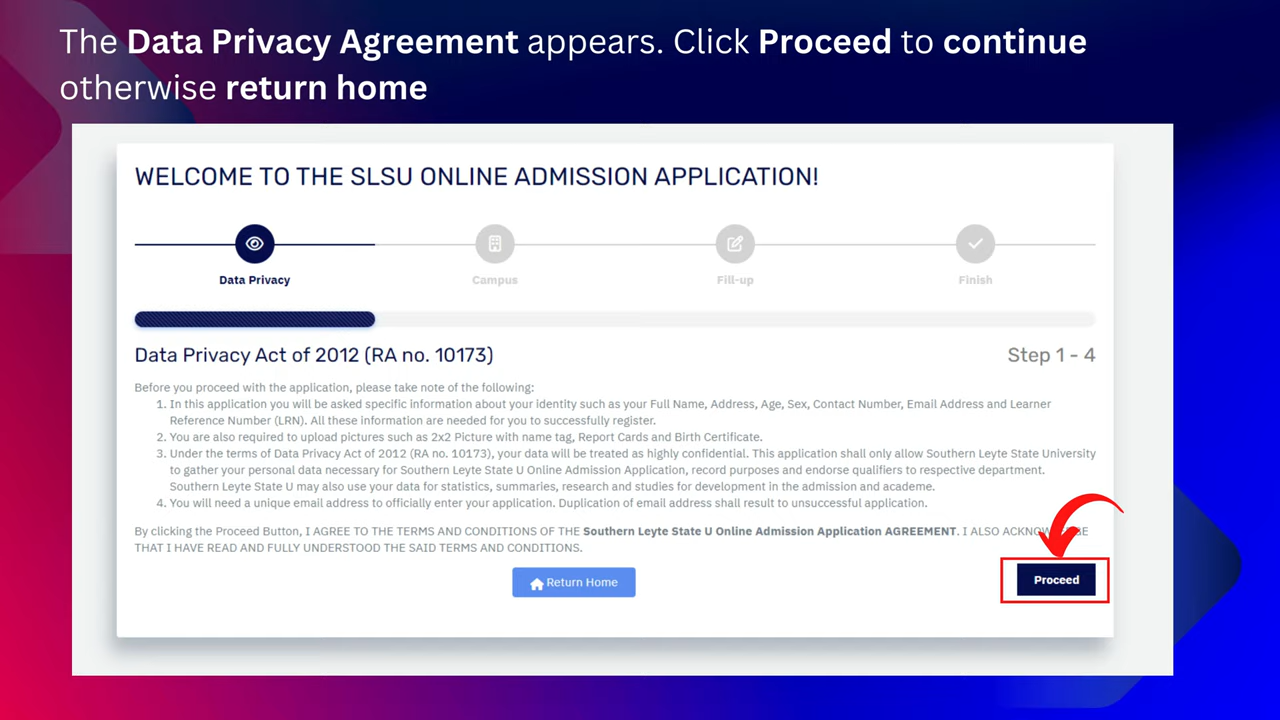 The Data Privacy Agreement appears. Click Proceed to continue
otherwise return home
WELCOME TO THE SLSU ONLINE ADMISSION APPLICATION!
Data Privacy
Campus
Fill-up
Finish
Data Privacy Act of 2012 (RA no. 10173)
Step 1 - 4
Before you proceed with the application, please take note of the following:
1. In this application you will be asked specific information about your identity such as your Full Name, Address, Age, Sex, Contact Number, Email Address and Learner
Reference Number (LRN). All these information are needed for you to successfully register.
2. You are also required to upload pictures such as 2x2 Picture with name tag, Report Cards and Birth Certificate.
3. Under the terms of Data Privacy Act of 2012 (RA no. 10173), your data will be treated as highly confidential. This application shall only allow Southern Leyte State University
to gather your personal data necessary for Southern Leyte State U Online Admission Application, record purposes and endorse qualifiers to respective department.
Southern Leyte State U may also use your data for statistics, summaries, research and studies for development in the admission and academe.
4. You will need a unique email address to officially enter your application. Duplication of email address shall result to unsuccessful application.
By clicking the Proceed Button, I AGREE TO THE TERMS AND CONDITIONS OF THE Southern Leyte State U Online Admission Application AGREEMENT. I ALSO
THAT I HAVE READ AND FULLY UNDERSTOOD THE SAID TERMS AND CONDITIONS.
Return Home
Proceed